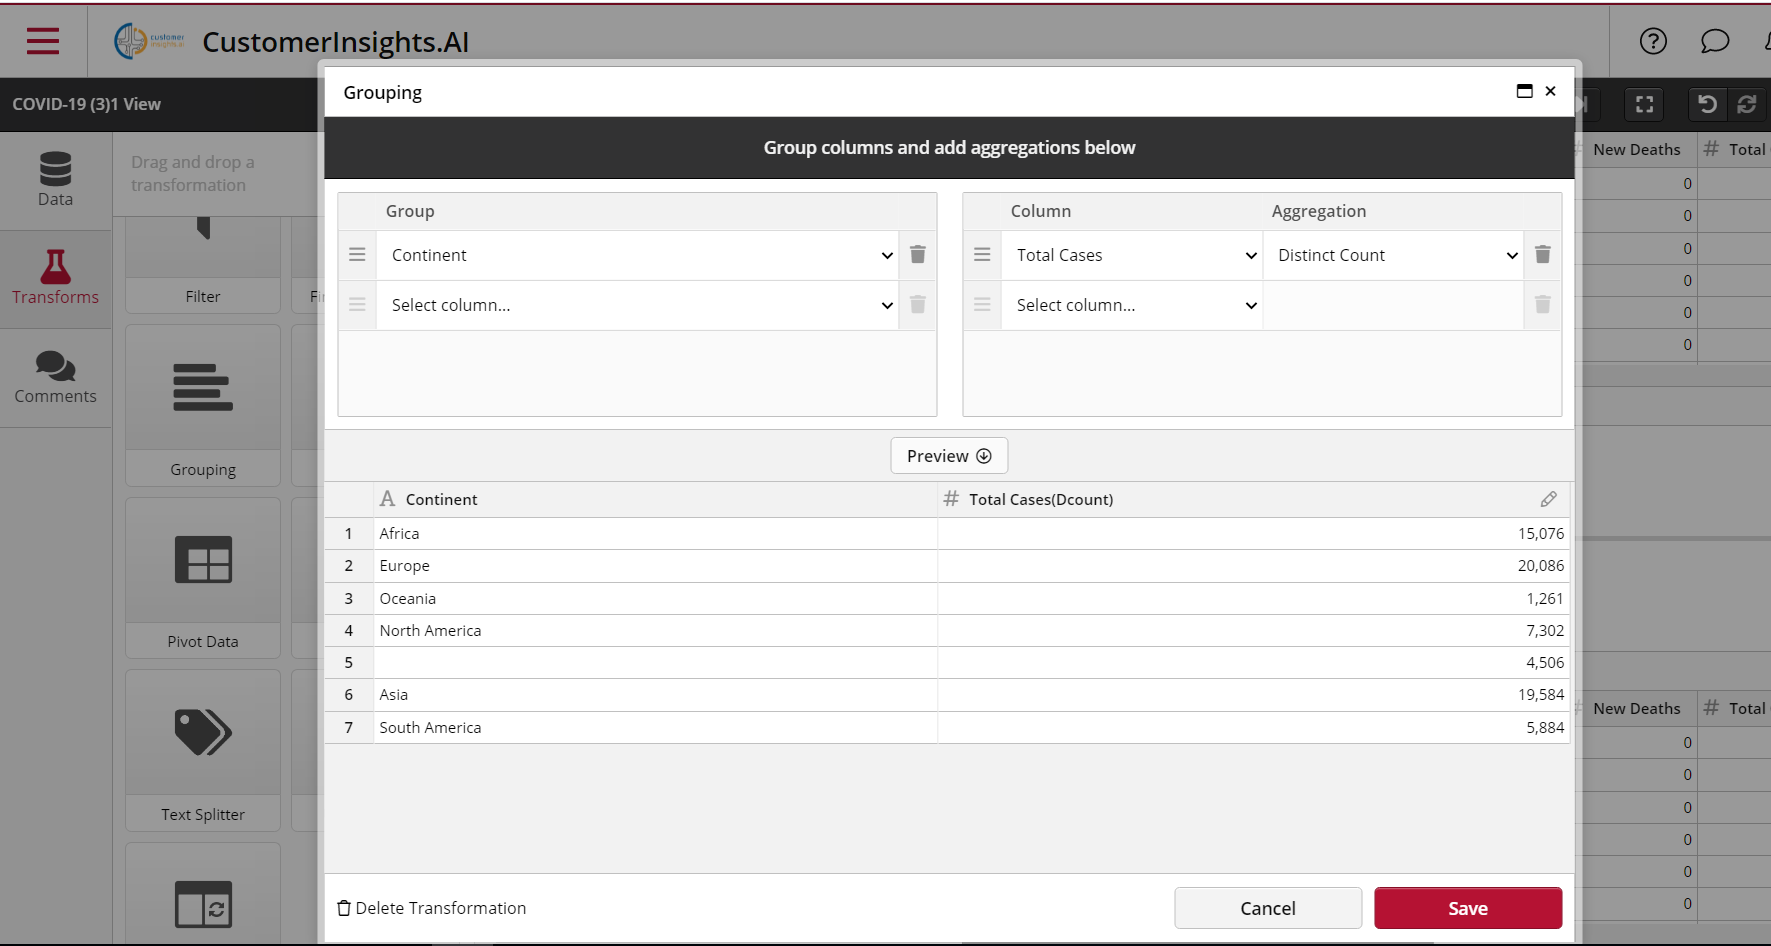 customer
insights.ai
CustomerInsights.AI
COVID-19 (3)1 View
Data
Transforms
Comments
Drag and drop a
transformation
Filter
Fi
Grouping
Pivot Data
Text Splitter
Grouping
Group columns and add aggregations below
Group
Continent
Select column...
Column Aggregation
Total Cases Distinct Count
Select column...
Preview
A Continent # Total Cases(Dcount)
1 Africa 15,076
2 Europe 20,086
3 Oceania 1,261
4 North America 7,302
5 4,506
6 Asia 19,584
7 South America 5,884
Delete Transformation
Cancel
Save
# New Deaths # Total
0
0
0
0
0
0
# New Deaths # Total
0
0
0
0
0
0